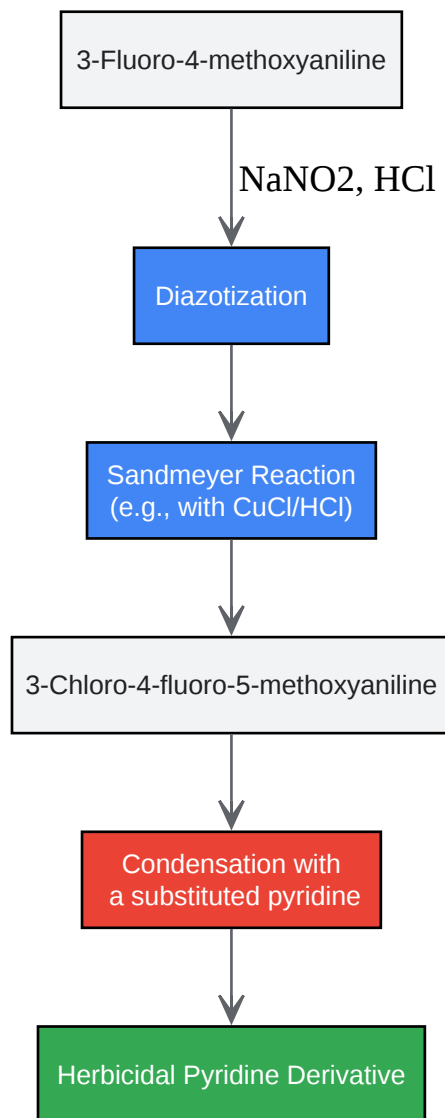 3-Fluoro-4-methoxyaniline
NaNO2, HCl
Diazotization
Sandmeyer Reaction
(e.g., with CuCl/HCl)
3-Chloro-4-fluoro-5-methoxyaniline
Condensation with
a substituted pyridine
Herbicidal Pyridine Derivative